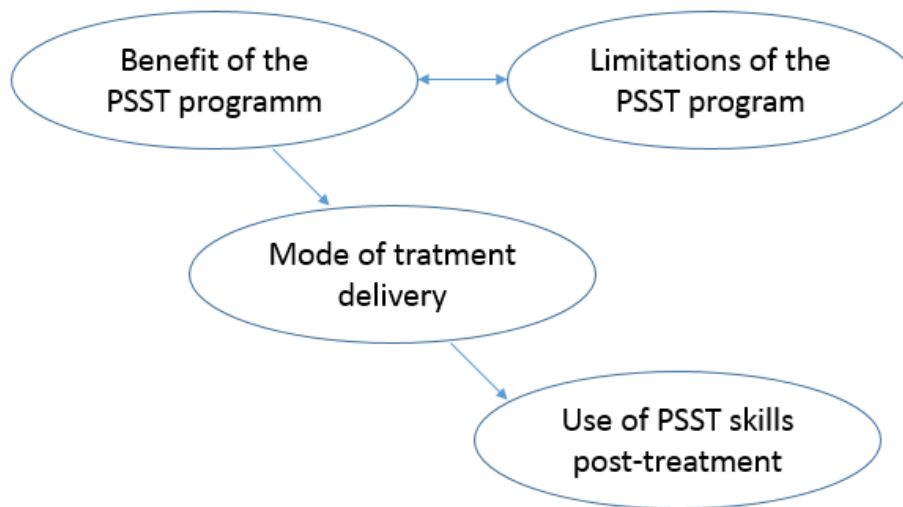 Benefit of the
PSST programm
Limitations of the
PSST program
Mode of tratment
delivery
Use of PSST skills
post-treatment